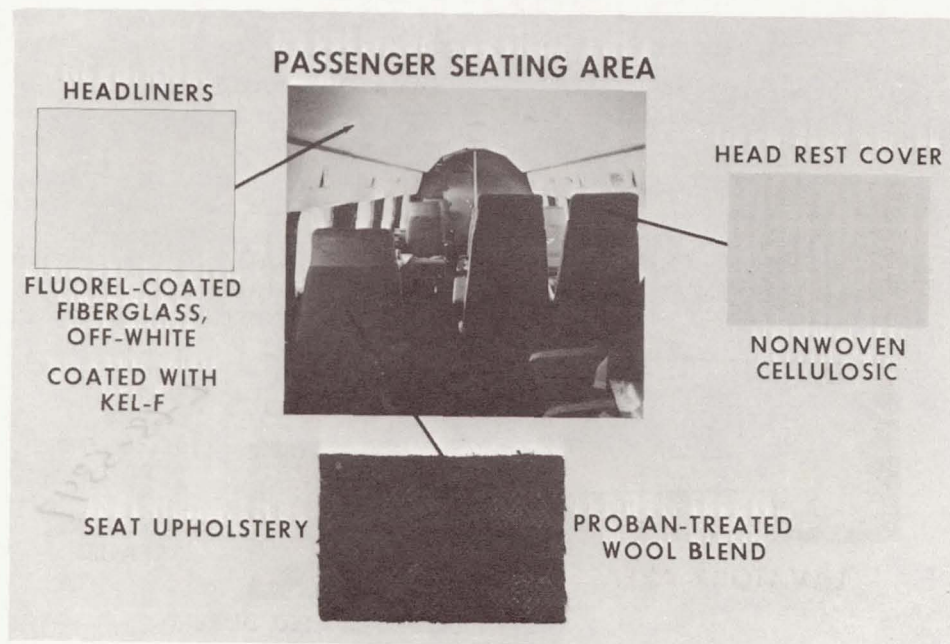 PASSENGER SEATING AREA
HEADLINERS
FLUOREL-COATED
FIBERGLASS,
OFF-WHITE
COATED WITH
KEL-F
HEAD REST COVER
NONWOVEN
CELLULOSIC
SEAT UPHOLSTERY
PROBAN-TREATED
WOOL BLEND